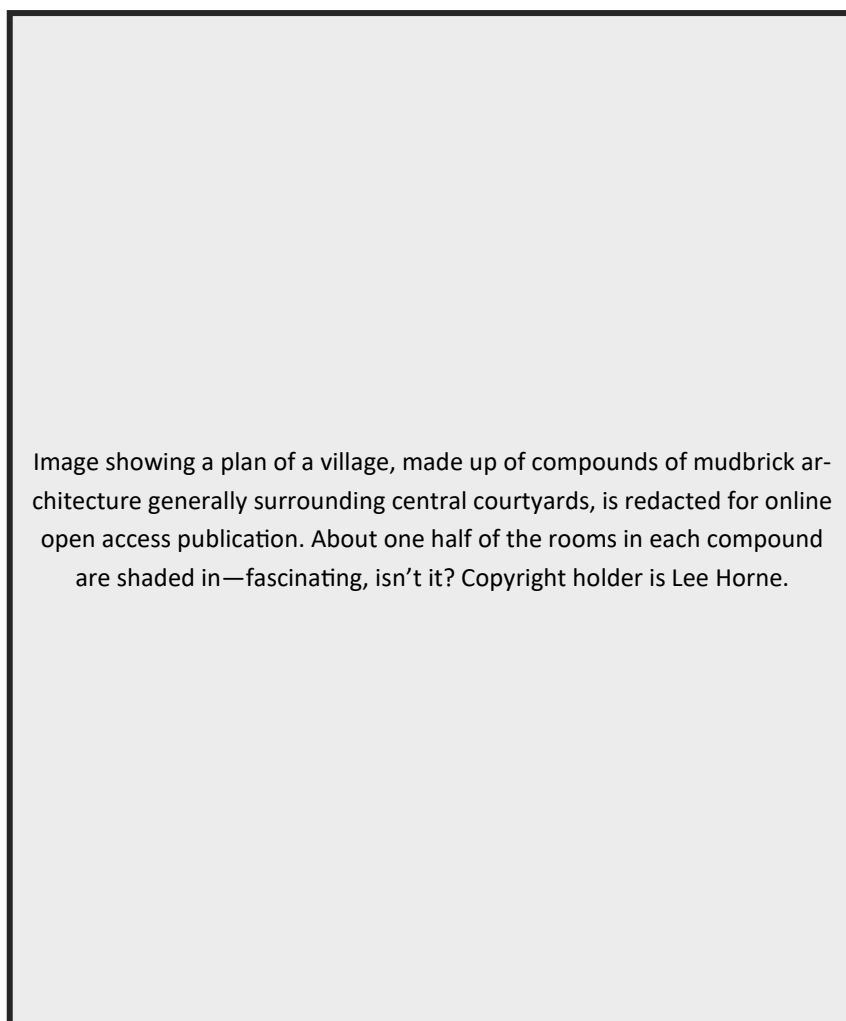 Image showing a plan of a village, made up of compounds of mudbrick ar-
chitecture generally surrounding central courtyards, is redacted for online
open access publication. About one half of the rooms in each compound
are shaded in—fascinating, isn’t it? Copyright holder is Lee Horne.